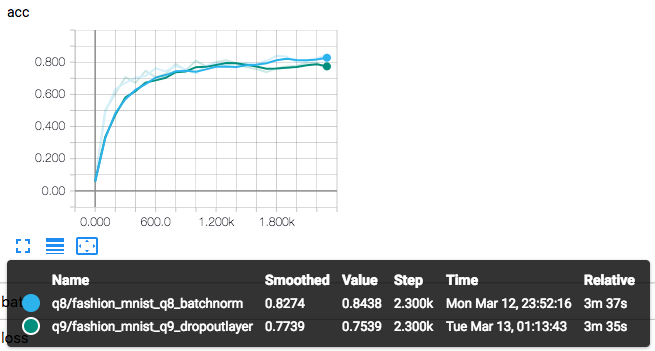 acc
0.800
0.600
0.400
0.200
0.00
0.000 600.0 1.200k 1.800k
Name Smoothed Value Step Time Relative
q8/fashion_mnist_q8_batchnorm 0.8274 0.8438 2.300k Mon Mar 12, 23:52:16 3m 37s
q9/fashion_mnist_q9_dropoutlayer 0.7739 0.7539 2.300k Tue Mar 13, 01:13:43 3m 35s
loss